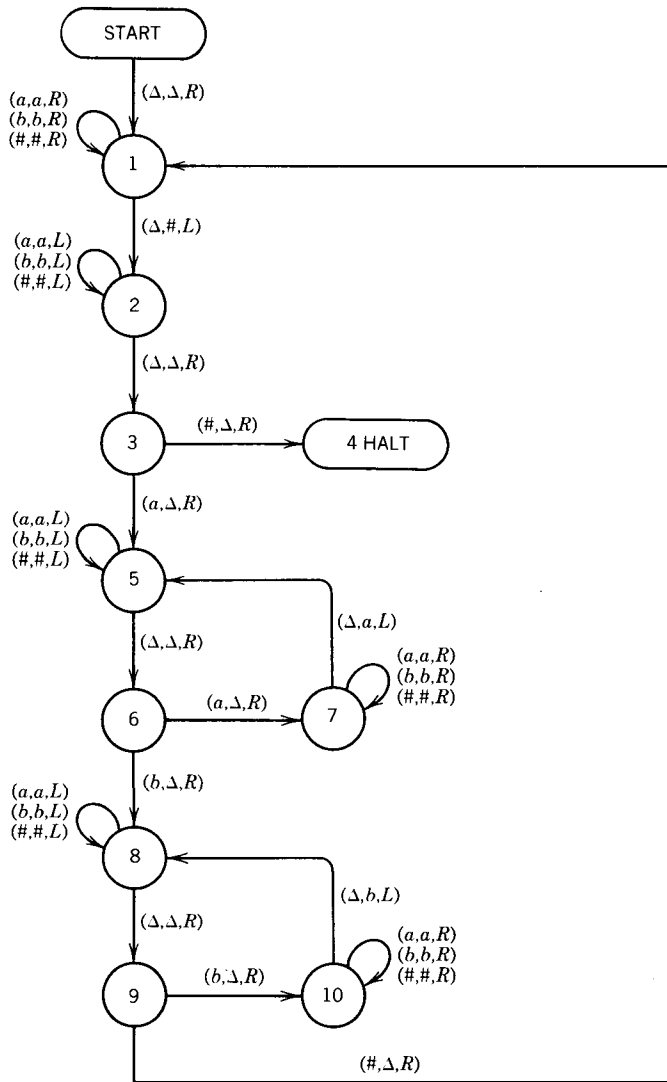 START
(Δ,Δ,R)
(a,a,R)
(b,b,R)
(#,#,R)
1
(Δ,#,L)
(a,a,L)
(b,b,L)
(#,#,L)
2
(Δ,Δ,R)
3
(#,Δ,R)
4 HALT
(a,Δ,R)
(a,a,L)
(b,b,L)
(#,#,L)
5
(Δ,a,L)
(Δ,Δ,R)
(a,a,R)
(b,b,R)
(#,#,R)
6
(a,Δ,R)
7
(b,Δ,R)
(a,a,L)
(b,b,L)
(#,#,L)
8
(Δ,b,L)
(Δ,Δ,R)
(a,a,R)
(b,b,R)
(#,#,R)
9
(b,Δ,R)
10
(#,Δ,R)